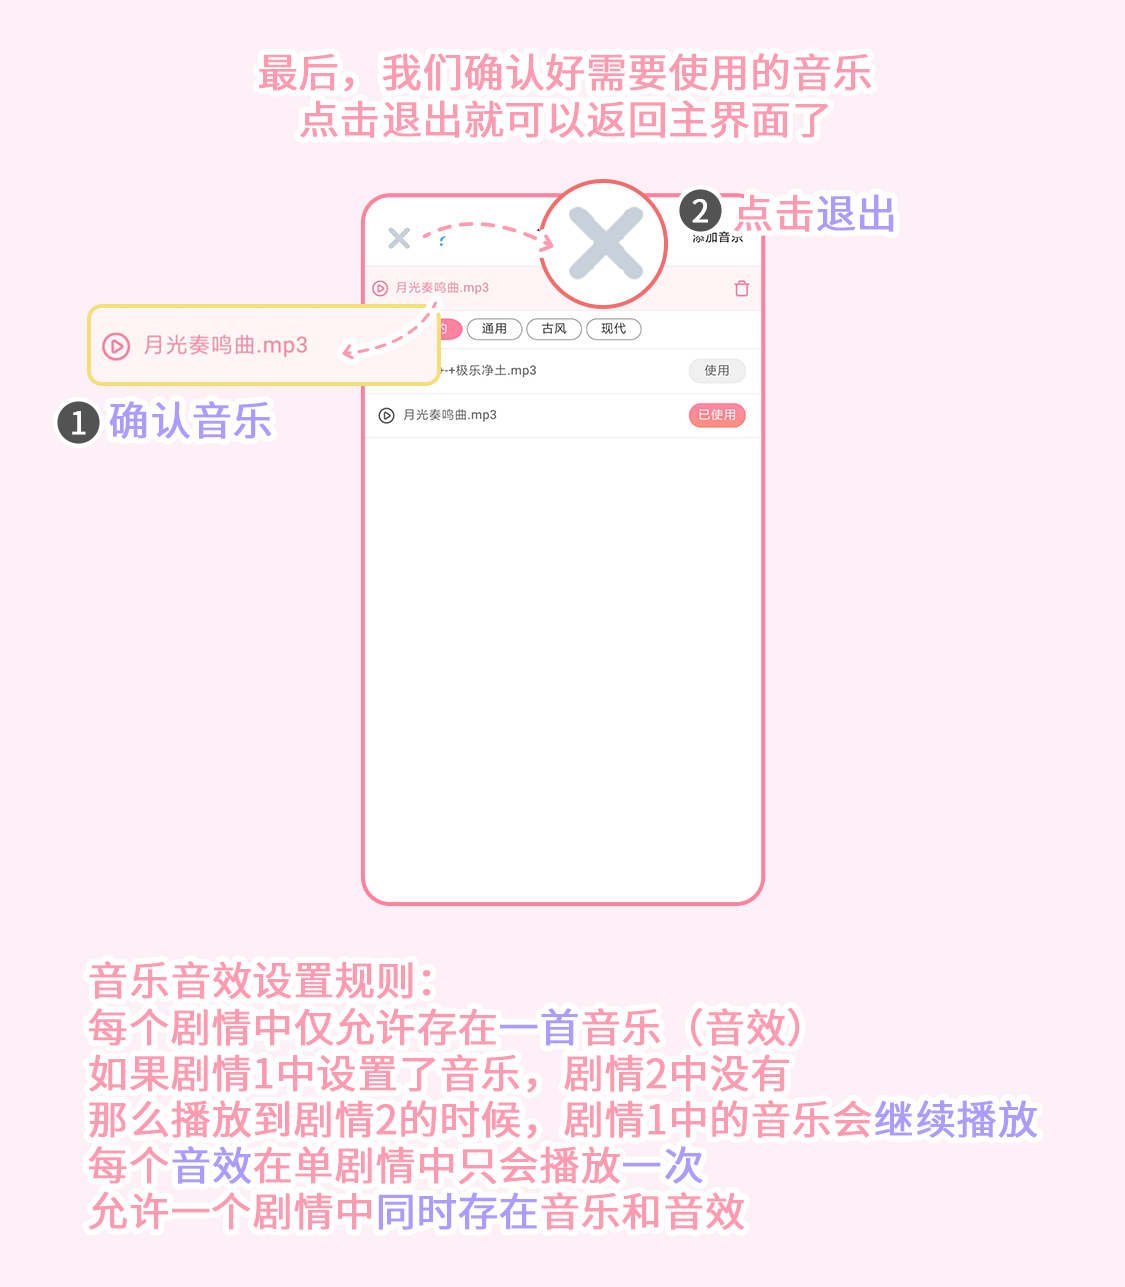 最后，我们确认好需要使用的音乐
点击退出就可以返回主界面了
2 点击退出
添加音乐
月光奏鸣曲.mp3
月光奏鸣曲.mp3
的 通用 古风 现代
+-+极乐净土.mp3 使用
1 确认音乐
月光奏鸣曲.mp3 已使用
音乐音效设置规则：
每个剧情中仅允许存在一首音乐（音效）
如果剧情1中设置了音乐，剧情2中没有
那么播放到剧情2的时候，剧情1中的音乐会继续播放
每个音效在单剧情中只会播放一次
允许一个剧情中同时存在音乐和音效